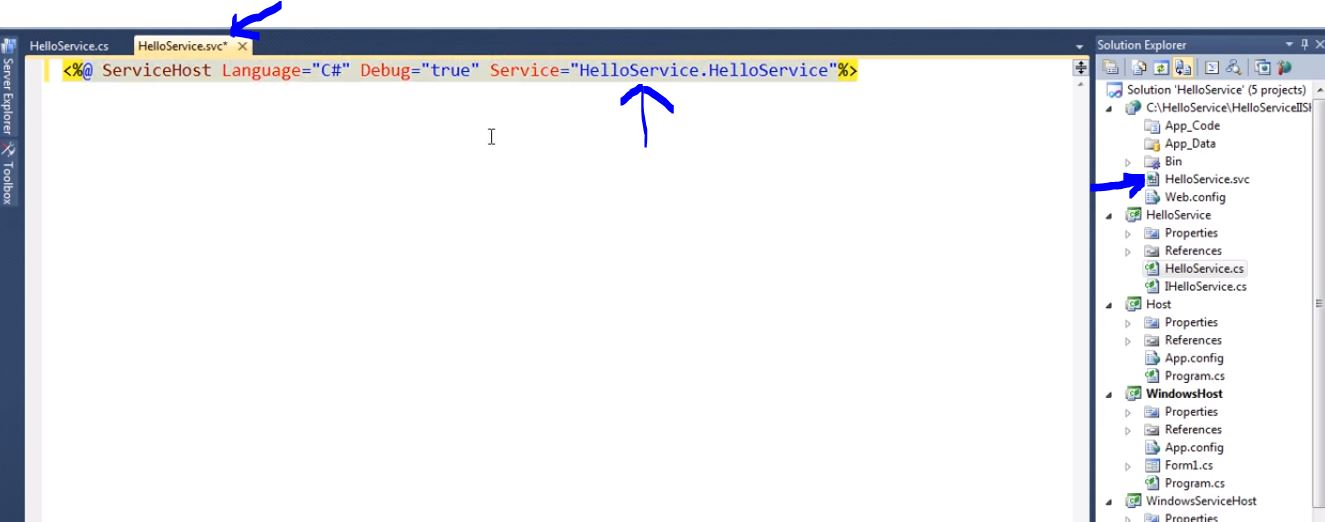 HelloService.cs
HelloService.svc*
<%@ ServiceHost Language="C#" Debug="true" Service="HelloService.HelloService"%>
Server Explorer
Toolbox
Solution Explorer
Solution 'HelloService' (5 projects)
C:\HelloService\HelloServiceIISH
App_Code
App_Data
Bin
HelloService.svc
Web.config
HelloService
Properties
References
HelloService.cs
IHelloService.cs
Host
Properties
References
App.config
Program.cs
WindowsHost
Properties
References
App.config
Form1.cs
Program.cs
WindowsServiceHost
Properties